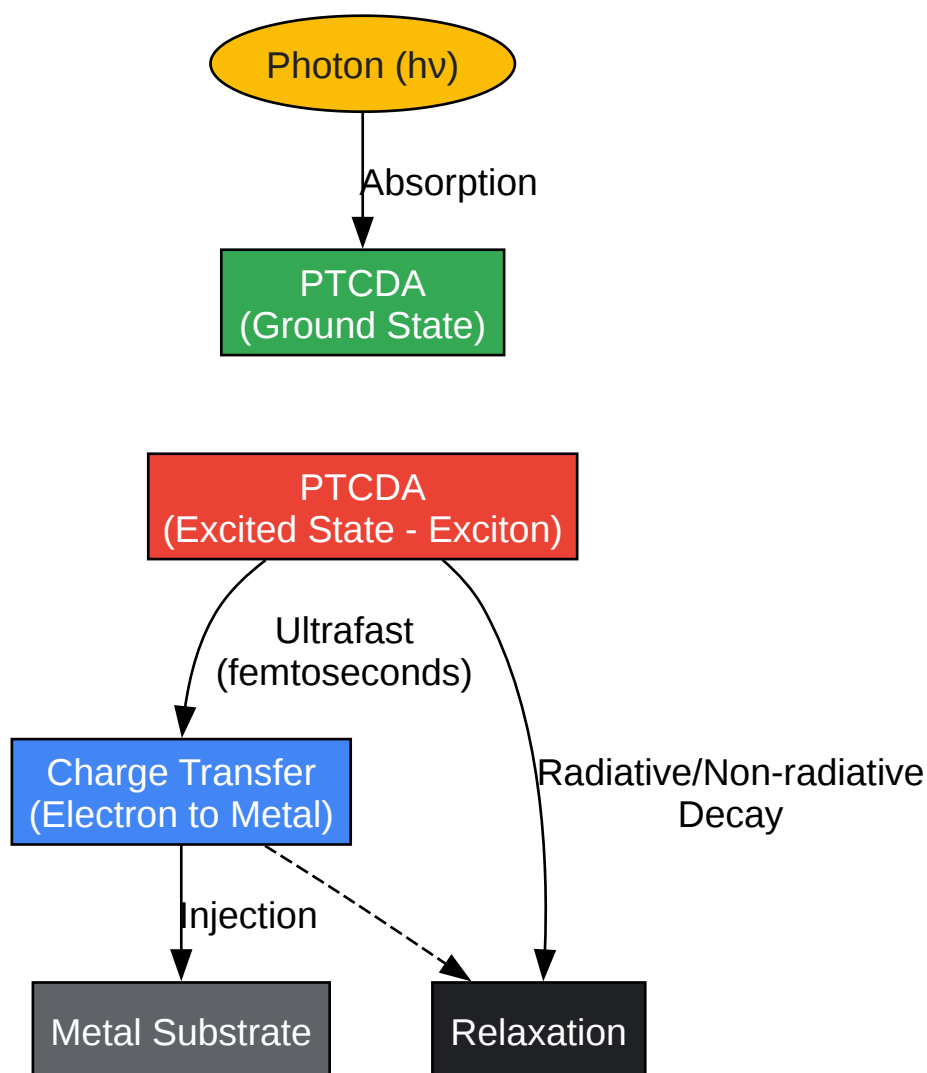 Photon (hν)
Absorption
PTCDA
(Ground State)
PTCDA
(Excited State - Exciton)
Ultrafast
(femtoseconds)
Charge Transfer
(Electron to Metal)
Radiative/Non-radiative
Decay
Injection
Metal Substrate
Relaxation